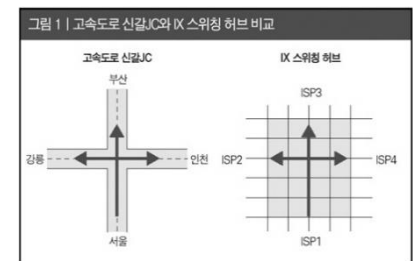 그림 1 | 고속도로 신갈JC와 IX 스위칭 허브 비교
고속도로 신갈JC
IX 스위칭 허브
부산
ISP3
강릉
인천
ISP2
ISP4
서울
ISP1